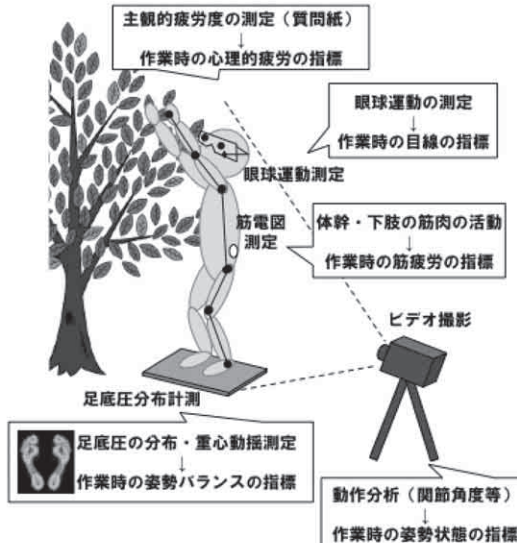 主観的疲労度の測定（質問紙）
↓
作業時の心理的疲労の指標
眼球運動の測定
↓
作業時の目線の指標
眼球運動測定
筋電図
測定
体幹・下肢の筋肉の活動
↓
作業時の筋疲労の指標
ビデオ撮影
足底圧分布計測
足底圧の分布・重心動揺測定
↓
作業時の姿勢バランスの指標
動作分析（関節角度等）
↓
作業時の姿勢状態の指標